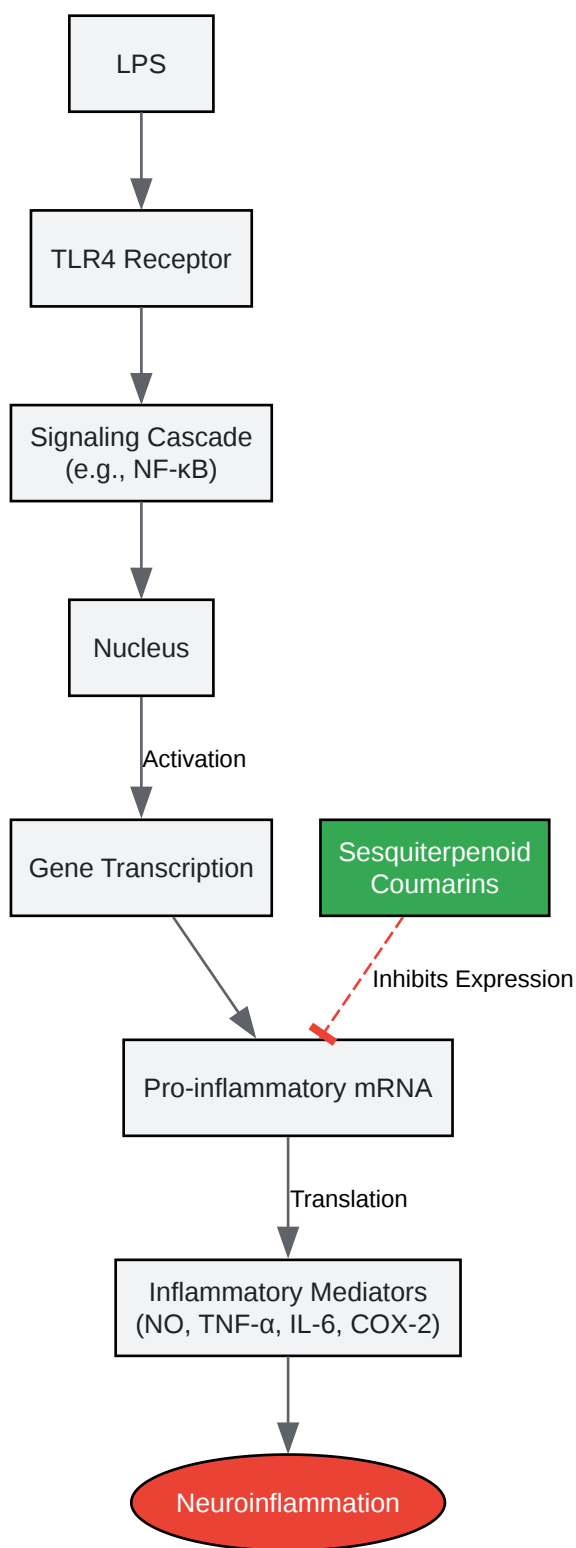 LPS
TLR4 Receptor
Signaling Cascade
(e.g., NF-κB)
Nucleus
Activation
Gene Transcription
Sesquiterpenoid
Coumarins
Inhibits Expression
Pro-inflammatory mRNA
Translation
Inflammatory Mediators
(NO, TNF-α, IL-6, COX-2)
Neuroinflammation